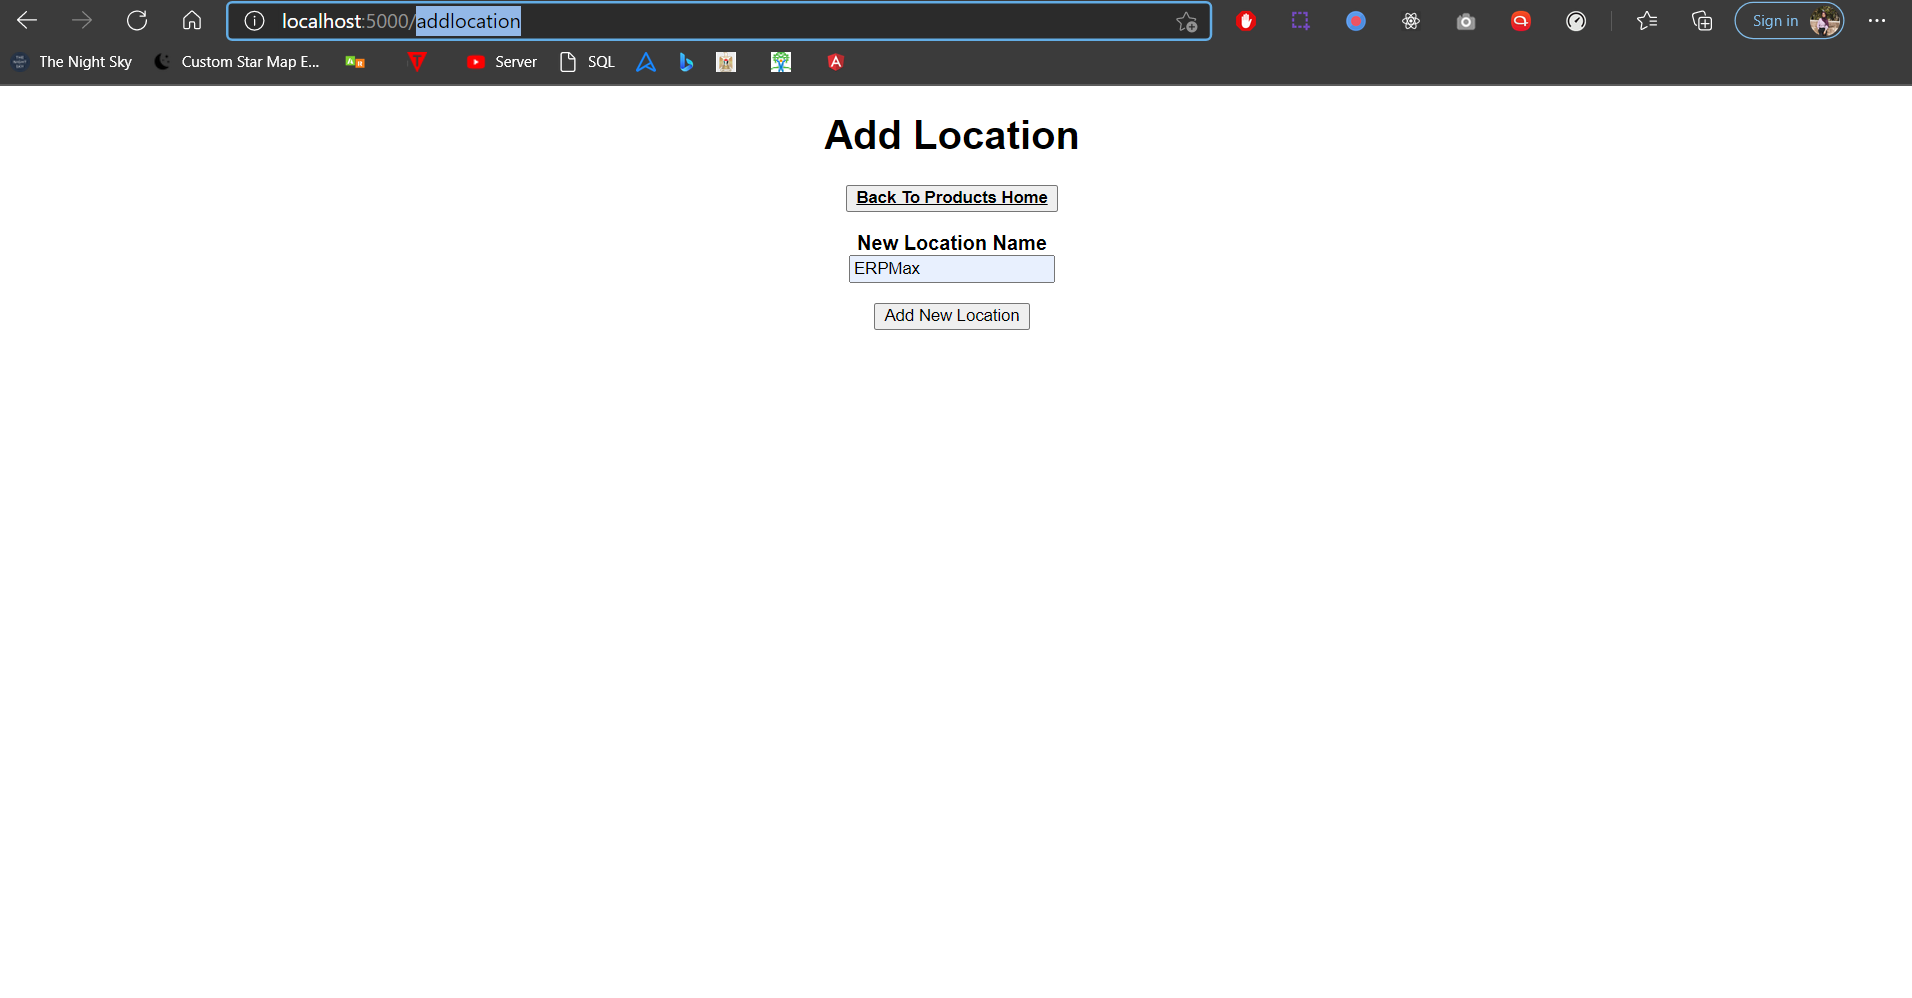 localhost:5000/addlocation
Sign in
The Night Sky
Custom Star Map E...
Server
SQL
Add Location
Back To Products Home
New Location Name
ERPMax
Add New Location